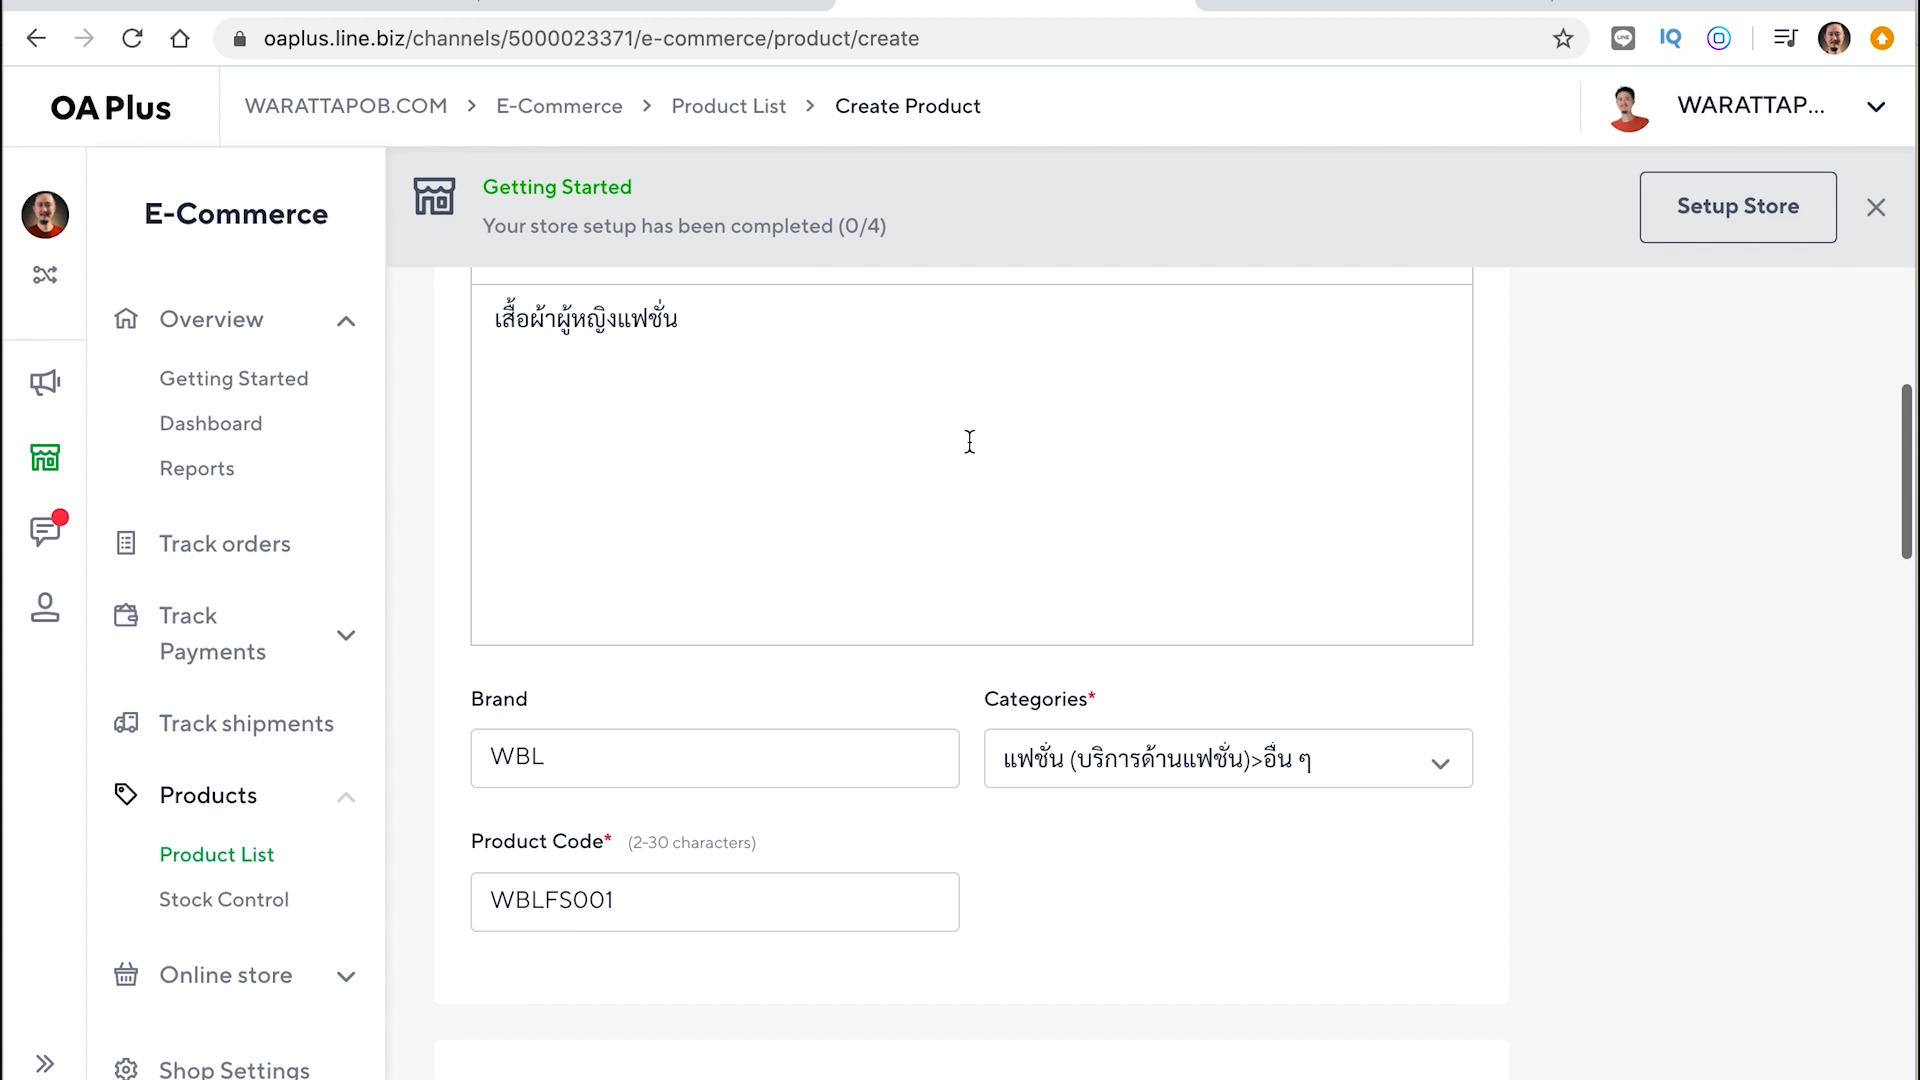 oaplus.line.biz/channels/5000023371/e-commerce/product/create
IQ
OA Plus
WARATTAPOB.COM > E-Commerce > Product List > Create Product
WARATTAP...
E-Commerce
Getting Started
Your store setup has been completed (0/4)
Setup Store
Overview
Getting Started
Dashboard
Reports
Track orders
Track
Payments
Track shipments
Products
Product List
Stock Control
Online store
Shop Settings
เสื้อผ้าผู้หญิงแฟชั่น
Brand
Categories*
WBL
แฟชั่น (บริการด้านแฟชั่น)>อื่น ๆ
Product Code* (2-30 characters)
WBLFS001